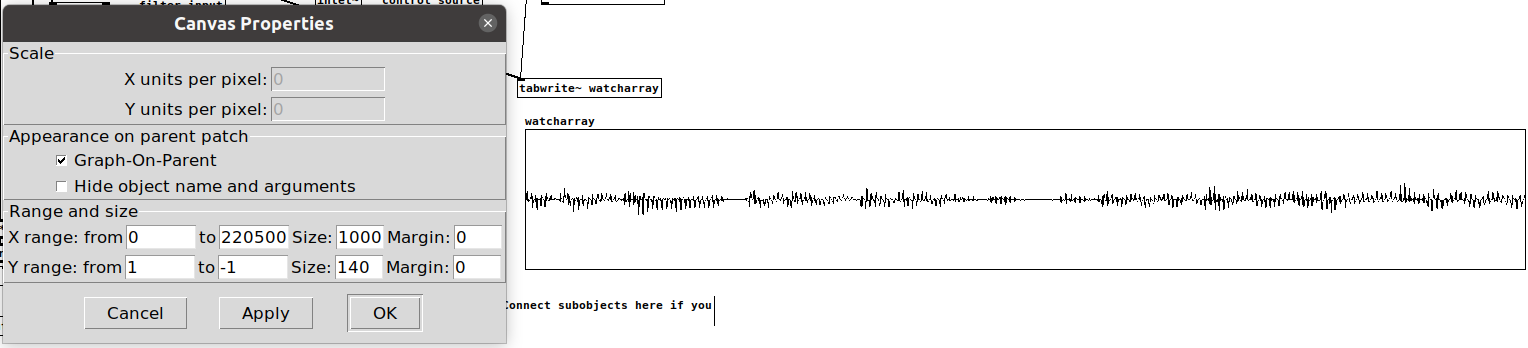 filter input
inlet~
control source
Canvas Properties
Scale
X units per pixel: 0
Y units per pixel: 0
tabwrite~ watcharray
watcharray
Appearance on parent patch
Graph-On-Parent
Hide object name and arguments
Range and size
X range: from 0 to 220500 Size: 1000 Margin: 0
Y range: from 1 to -1 Size: 140 Margin: 0
Connect subobjects here if you
Cancel Apply OK